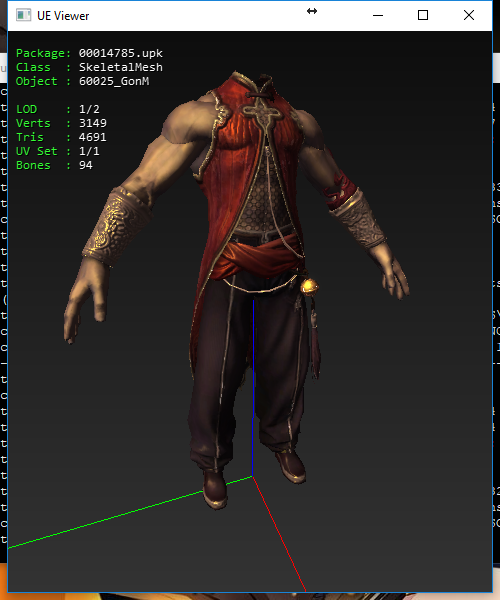 UE Viewer
Package: 00014785.upk
Class : SkeletalMesh
Object : 60025_GonM
LOD : 1/2
Verts : 3149
Tris : 4691
UV Set : 1/1
Bones : 94